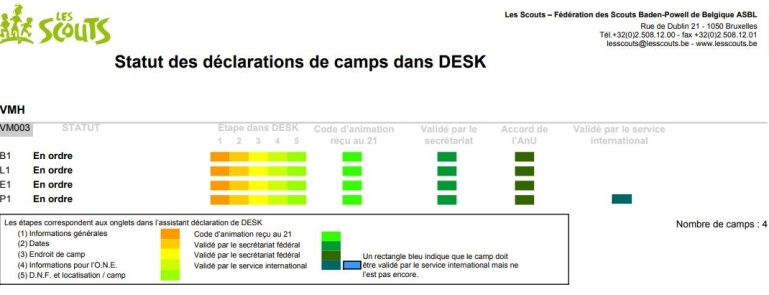 LES
SCOUTS
Les Scouts – Fédération des Scouts Baden-Powell de Belgique ASBL
Rue de Dublin 21 - 1050 Bruxelles
Tél.+32(0)2.508.12.00 - fax +32(0)2.508.12.01
lesscouts@lesscouts.be - www.lesscouts.be
Statut des déclarations de camps dans DESK
VMH
VM003 STATUT Étape dans DESK Code d'animation Validé par le Accord de Validé par le service
1 2 3 4 5 réçu au 21 secrétariat l'AnU international
B1 En ordre
L1 En ordre
E1 En ordre
P1 En ordre
Les étapes correspondent aux onglets dans l'assistant déclaration de DESK
Nombre de camps : 4
(1) Informations générales Code d'animation reçu au 21
(2) Dates Validé par le secrétariat fédéral
(3) Endroit de camp Validé par le secrétariat fédéral Un rectangle bleu indique que le camp doit
(4) Informations pour l'O.N.E. Validé par le service international être validé par le service international mais ne
(5) D.N.F. et locatisation / camp l'est pas encore.